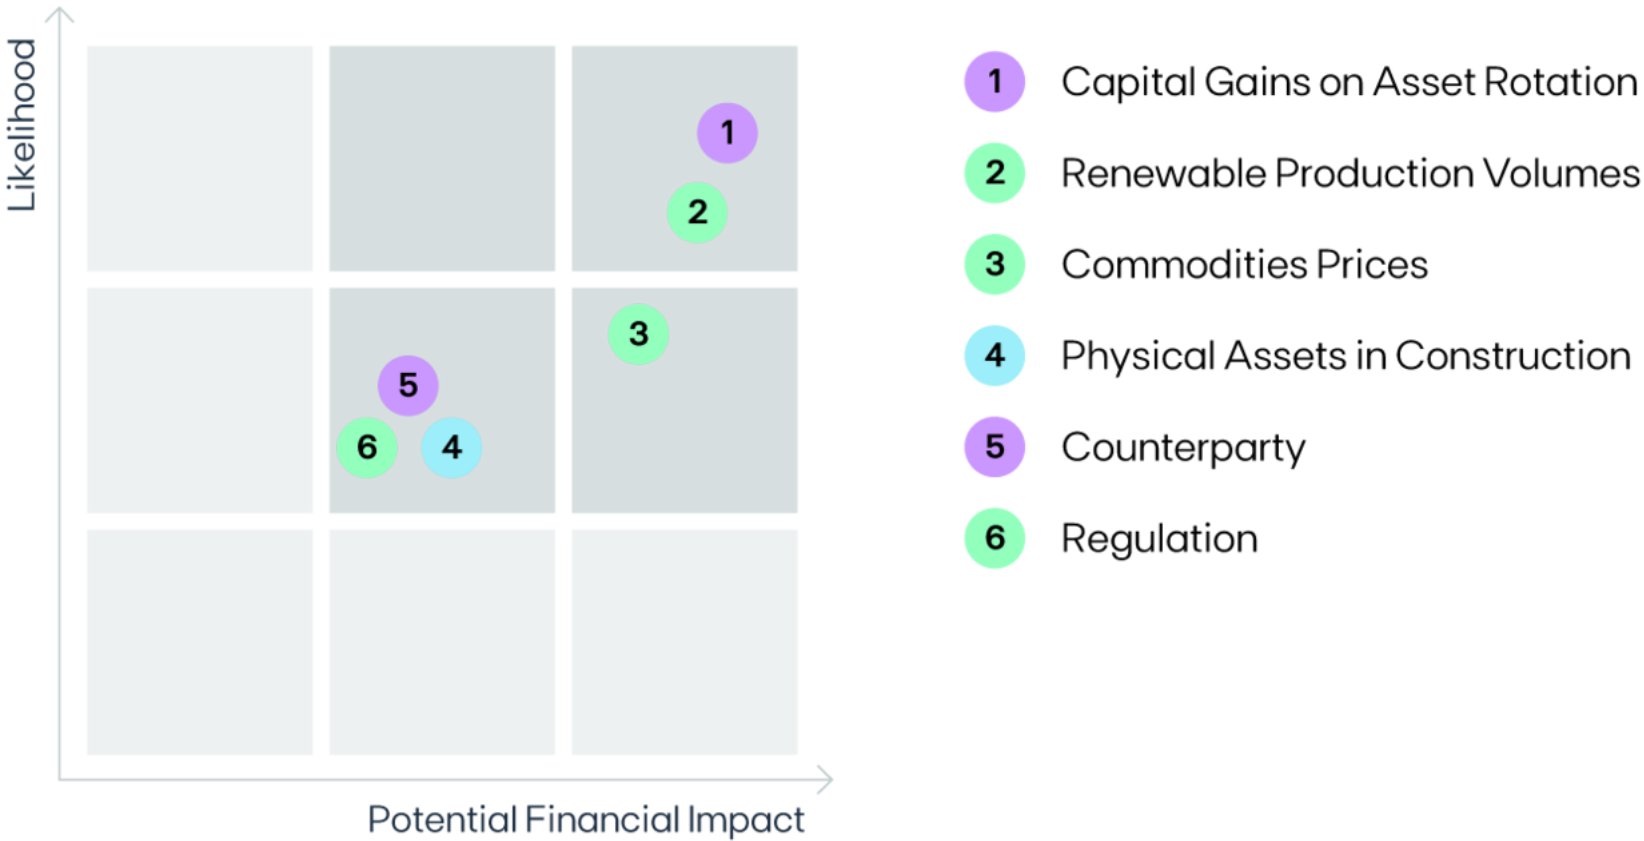 Likelihood
1
2
3
5
6
4
Potential Financial Impact
1 Capital Gains on Asset Rotation
2 Renewable Production Volumes
3 Commodities Prices
4 Physical Assets in Construction
5 Counterparty
6 Regulation